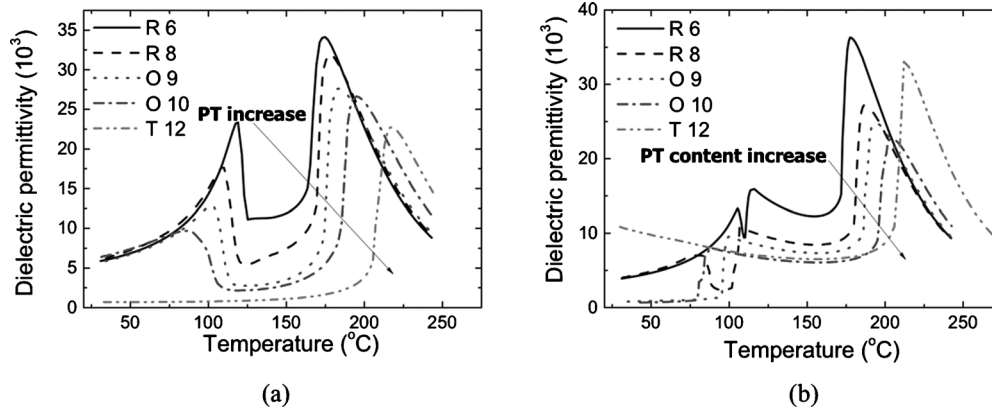 Dielectric permittivity (10³)
35
30
25
20
15
10
5
0
R 6
R 8
O 9
O 10
T 12
PT increase
50 100 150 200 250
Temperature (°C)
(a)
Dielectric premittivity (10³)
40
30
20
10
0
R 6
R 8
O 9
O 10
T 12
PT content increase
50 100 150 200 250
Temperature (°C)
(b)